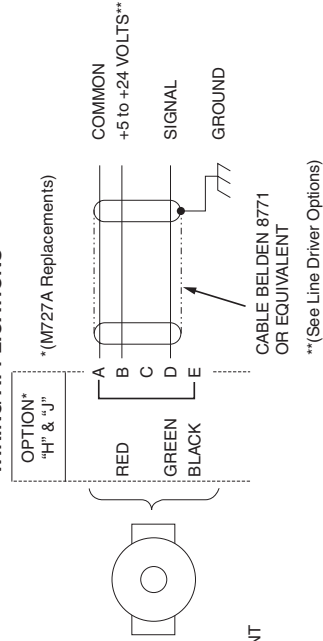 *(M727A Replacements)
OPTION*
"H" & "J"
A COMMON
RED B +5 to +24 VOLTS**
C
GREEN D SIGNAL
BLACK E
GROUND
CABLE BELDEN 8771
OR EQUIVALENT
**(See Line Driver Options)
NT